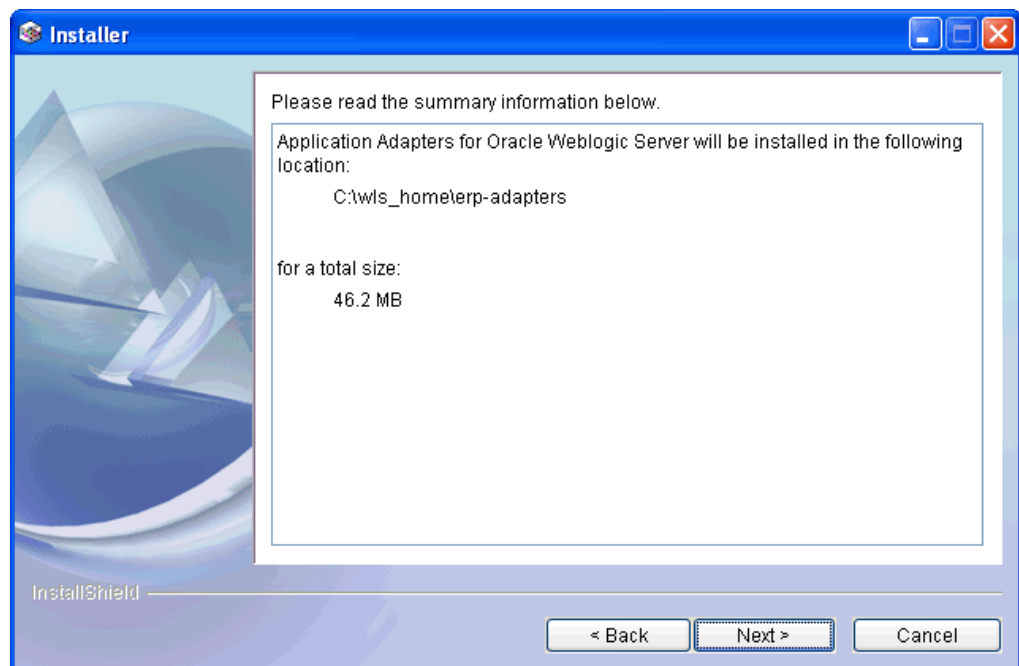 Installer
Please read the summary information below.
Application Adapters for Oracle Weblogic Server will be installed in the following
location:
C:\wls_home\erp-adapters
for a total size:
46.2 MB
InstallShield
< Back
Next >
Cancel